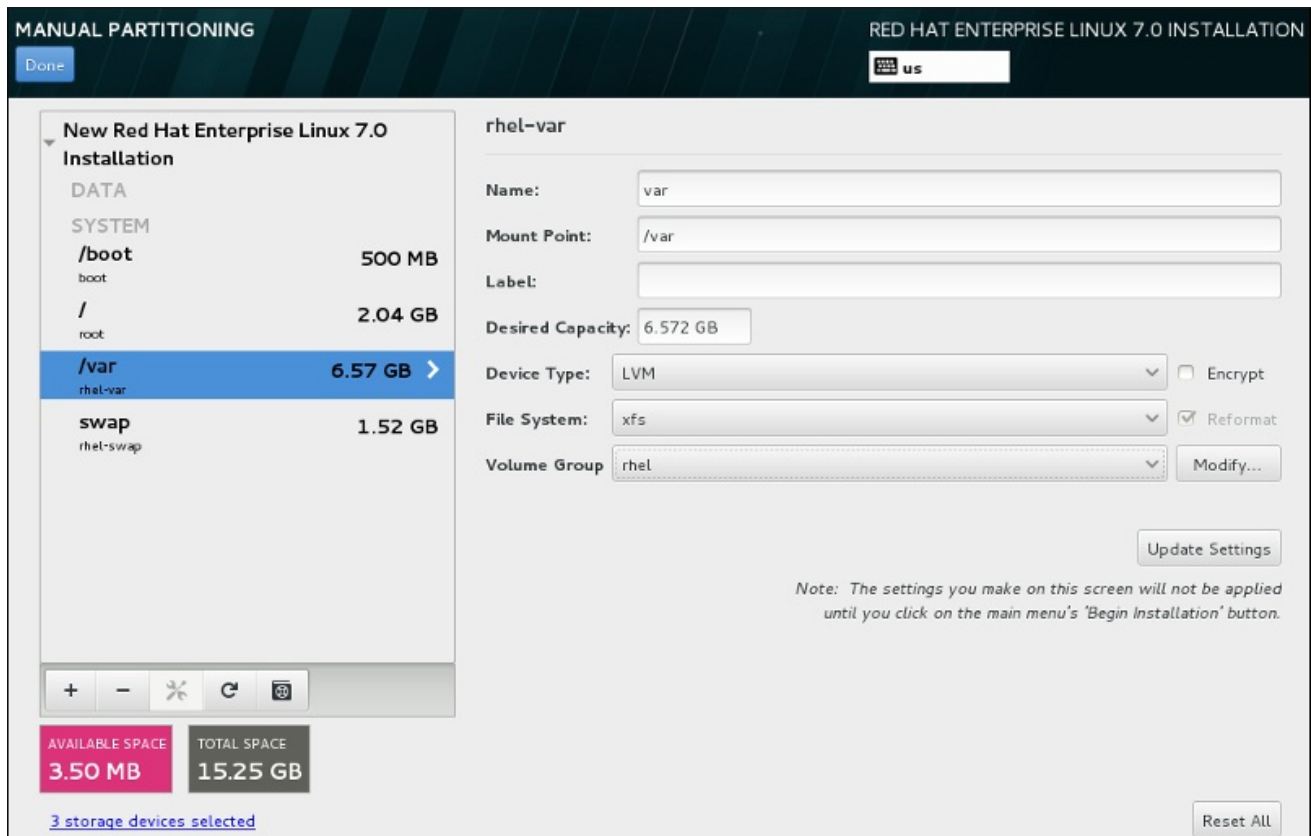 MANUAL PARTITIONING
RED HAT ENTERPRISE LINUX 7.0 INSTALLATION
Done
us
New Red Hat Enterprise Linux 7.0
Installation
DATA
SYSTEM
/boot 500 MB
boot
/ 2.04 GB
root
/var 6.57 GB
rhel-var
swap 1.52 GB
rhel-swap
+ −
AVAILABLE SPACE
3.50 MB
TOTAL SPACE
15.25 GB
3 storage devices selected
rhel-var
Name: var
Mount Point: /var
Label:
Desired Capacity: 6.572 GB
Device Type: LVM Encrypt
File System: xfs Reformat
Volume Group rhel Modify...
Update Settings
Note: The settings you make on this screen will not be applied
until you click on the main menu's 'Begin Installation' button.
Reset All